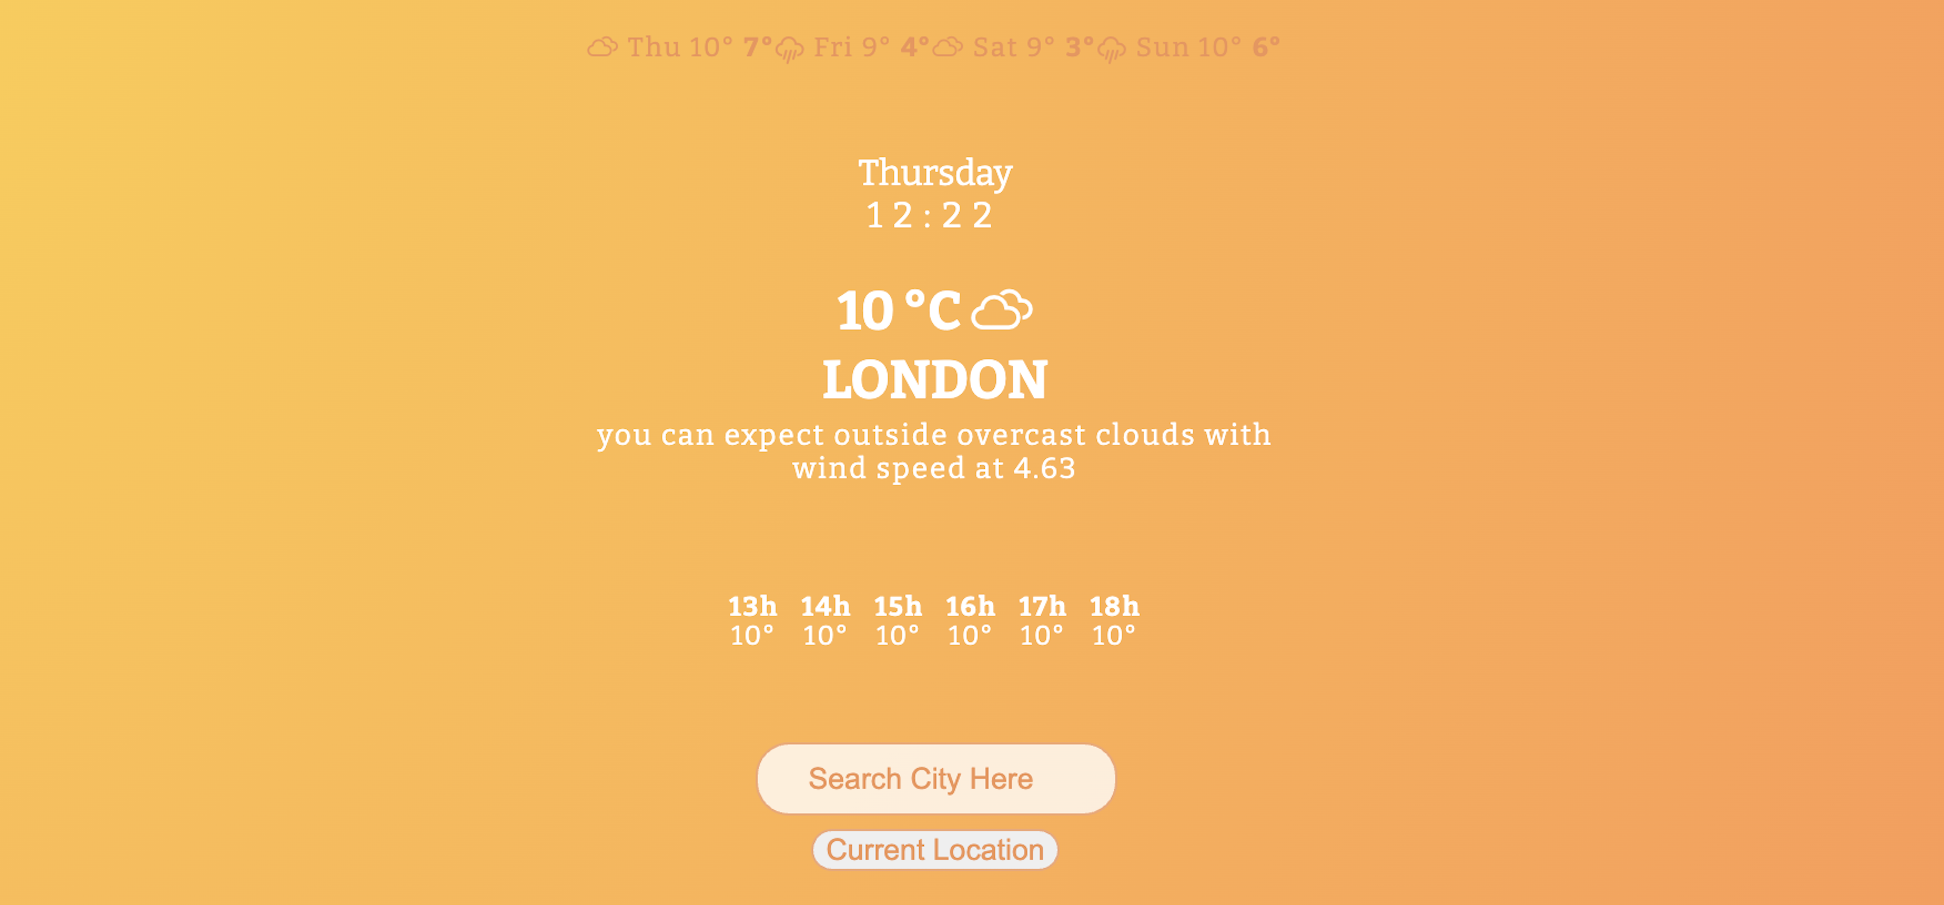 Thu 10° 7° Fri 9° 4° Sat 9° 3° Sun 10° 6°
Thursday
12:22
10 °C
LONDON
you can expect outside overcast clouds with
wind speed at 4.63
13h 14h 15h 16h 17h 18h
10° 10° 10° 10° 10° 10°
Search City Here
Current Location